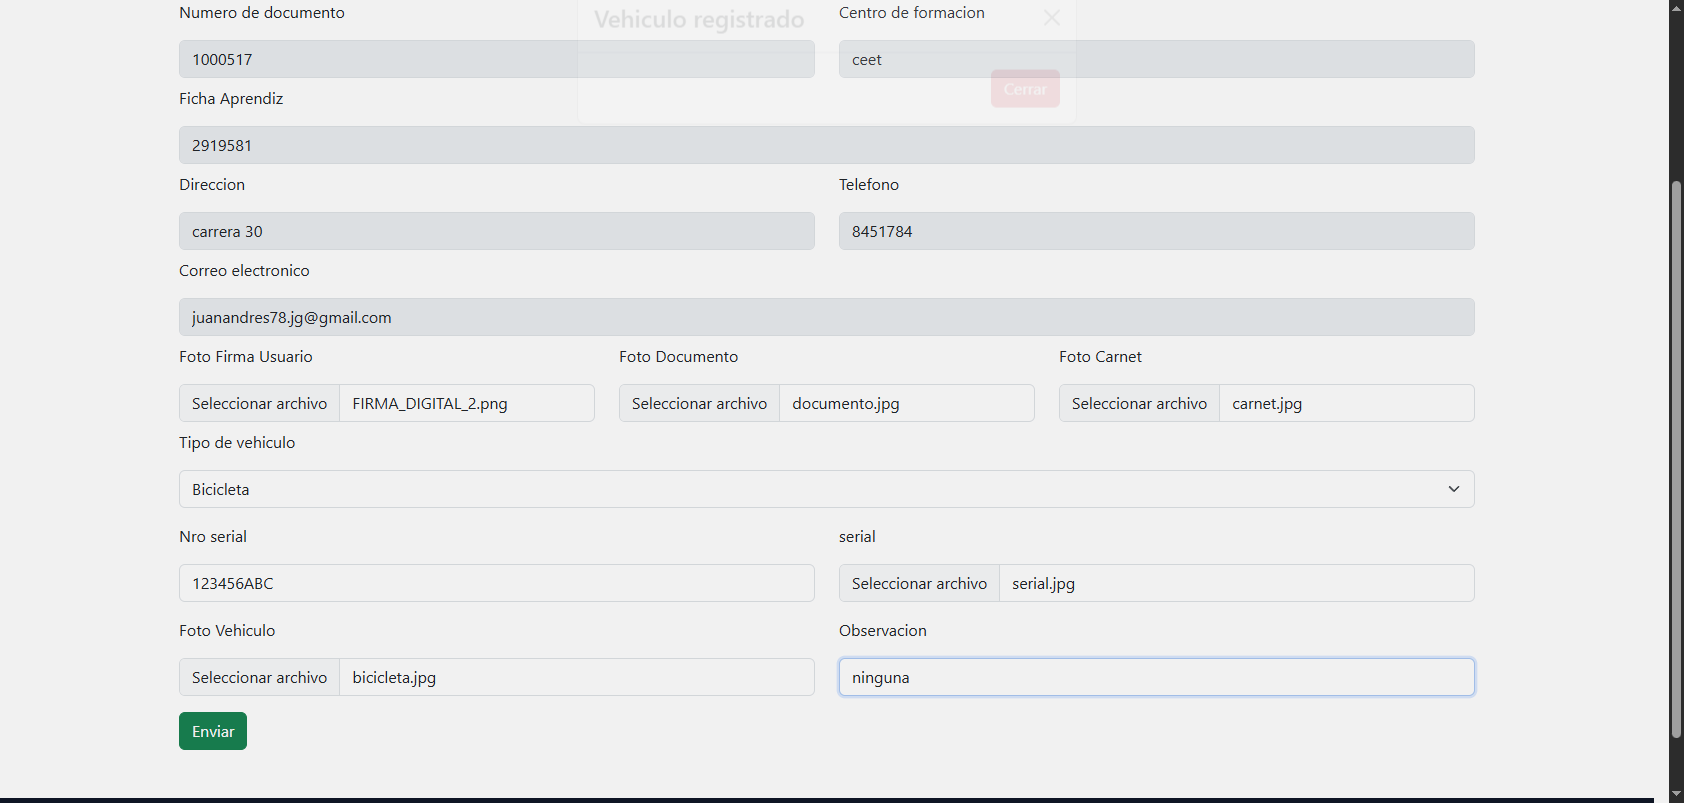 Numero de documento
Vehiculo registrado
Centro de formacion
1000517
ceet
Cerrar
Ficha Aprendiz
2919581
Direccion
Telefono
carrera 30
8451784
Correo electronico
juanandres78.jg@gmail.com
Foto Firma Usuario
Foto Documento
Foto Carnet
Seleccionar archivo FIRMA_DIGITAL_2.png
Seleccionar archivo documento.jpg
Seleccionar archivo carnet.jpg
Tipo de vehiculo
Bicicleta
Nro serial
serial
123456ABC
Seleccionar archivo serial.jpg
Foto Vehiculo
Observacion
Seleccionar archivo bicicleta.jpg
ninguna
Enviar